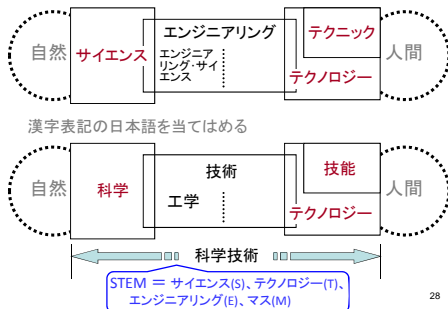 エンジニアリング
テクニック
自然
サイエンス
エンジニア
リング・サイ
エンス
人間
テクノロジー
漢字表記の日本語を当てはめる
技術
技能
自然
科学
工学
人間
テクノロジー
科学技術
STEM = サイエンス(S)、テクノロジー(T)、
エンジニアリング(E)、マス(M)
28